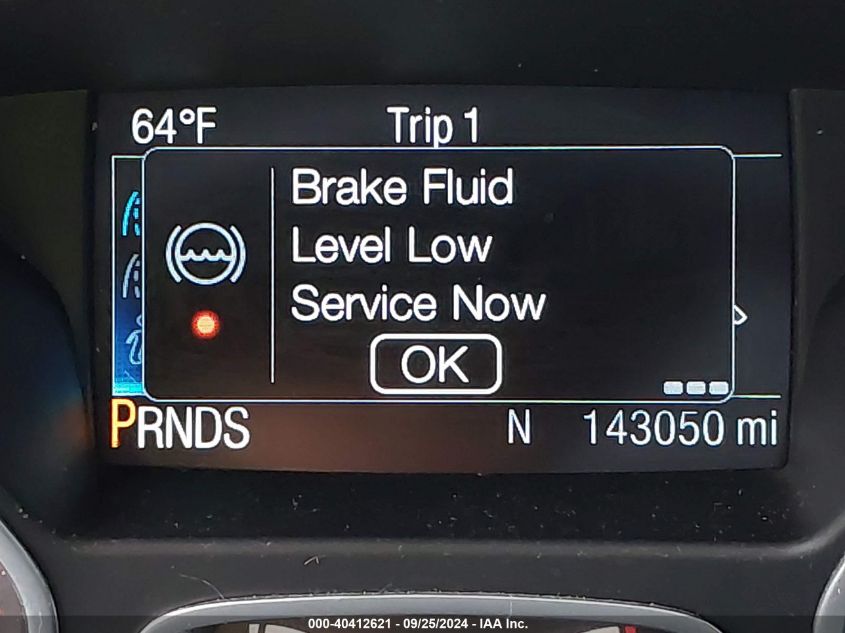 64°F Trip 1
Brake Fluid
Level Low
Service Now
OK
PRNDS N 143050 mi
000-40412621 - 09/25/2024 - IAA Inc.